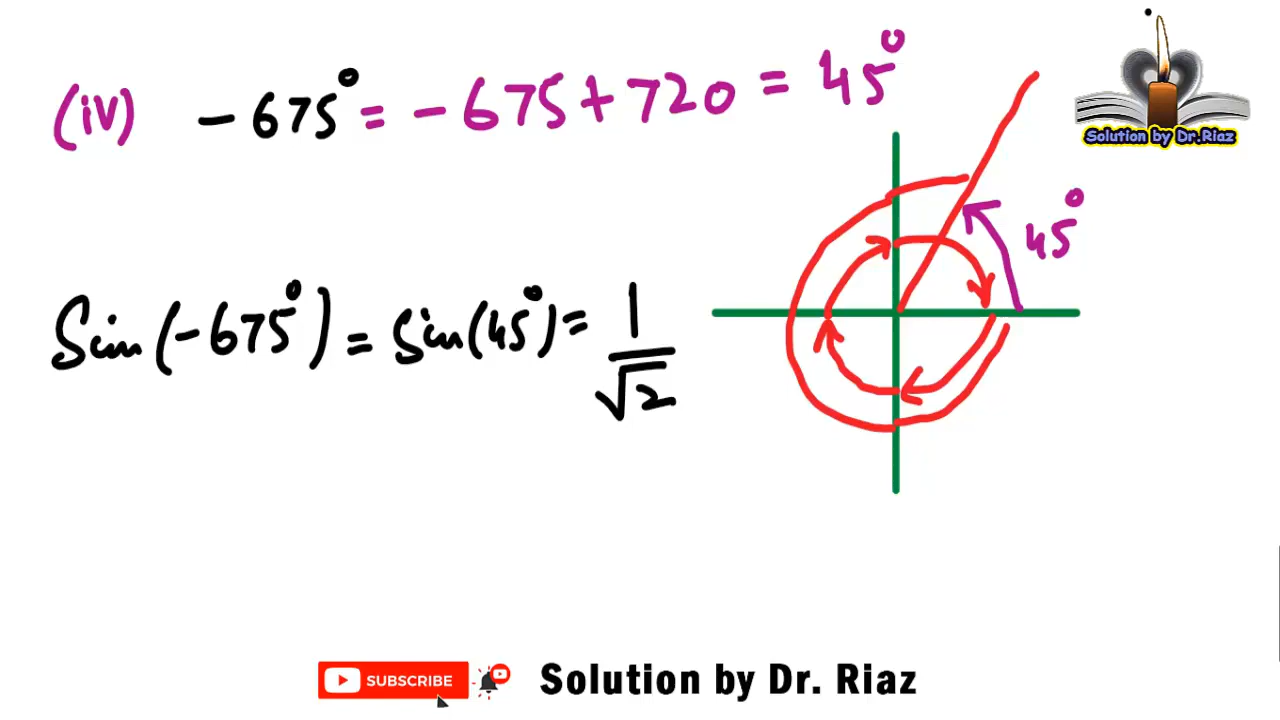 (iv) -675° = -675+720 = 45°
Solution by Dr.Riaz
45°
Sin(-675°) = Sin(45°) = 1/√2
SUBSCRIBE
Solution by Dr. Riaz